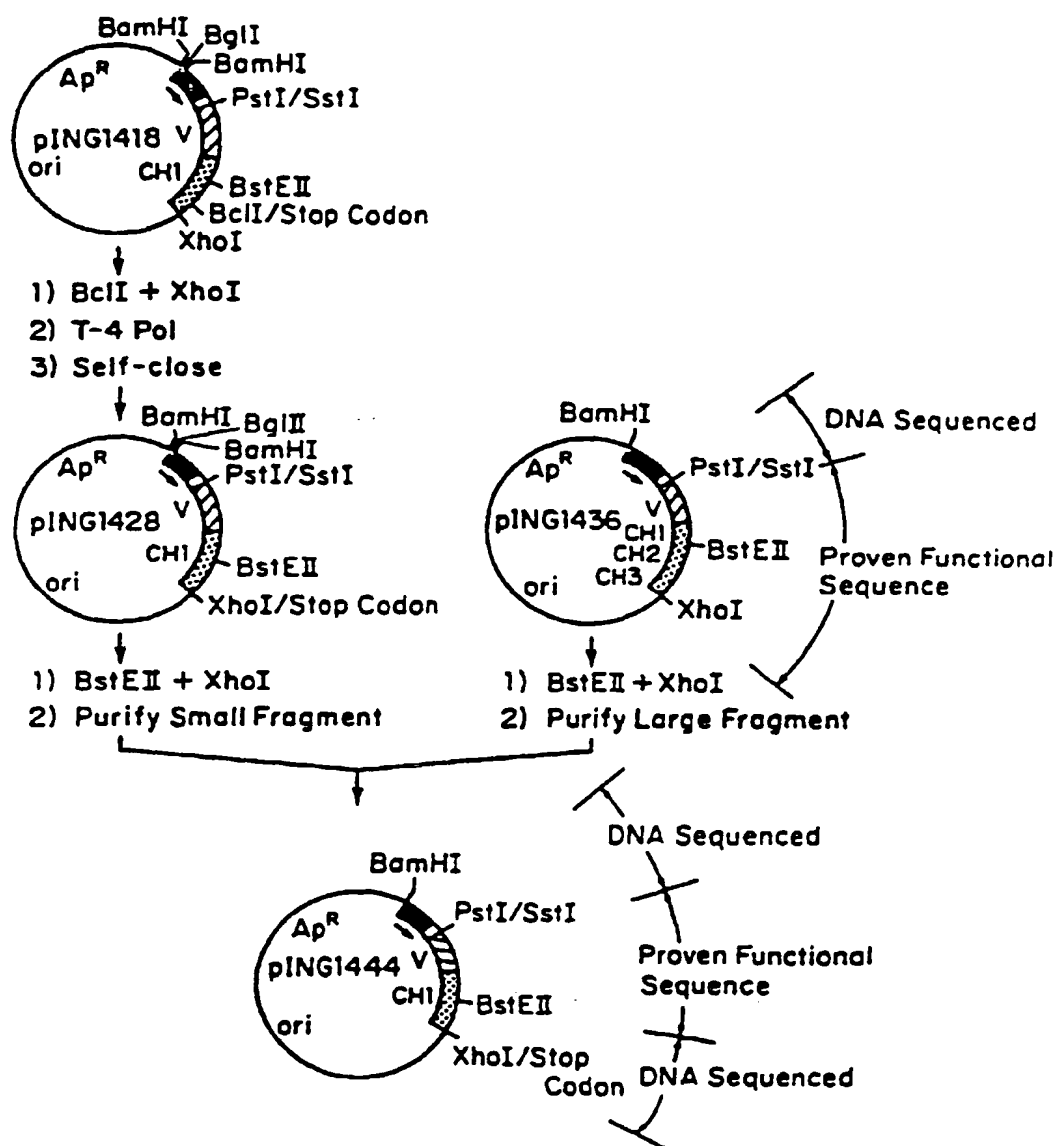 BamHI
BglI
BamHI
Ap^R
PstI/SstI
pING1418
V
ori
CH1
BstEII
BclI/Stop Codon
XhoI
1) BclI + XhoI
2) T-4 Pol
3) Self-close
BamHI
BglII
BamHI
Ap^R
PstI/SstI
pING1428
V
CH1
BstEII
ori
XhoI/Stop Codon
1) BstEII + XhoI
2) Purify Small Fragment
BamHI
DNA Sequenced
Ap^R
PstI/SstI
pING1436
V
CH1
CH2
BstEII
CH3
ori
XhoI
Proven Functional
Sequence
1) BstEII + XhoI
2) Purify Large Fragment
DNA Sequenced
BamHI
Ap^R
PstI/SstI
pING1444
V
CH1
BstEII
ori
XhoI/Stop
Codon
Proven Functional
Sequence
DNA Sequenced